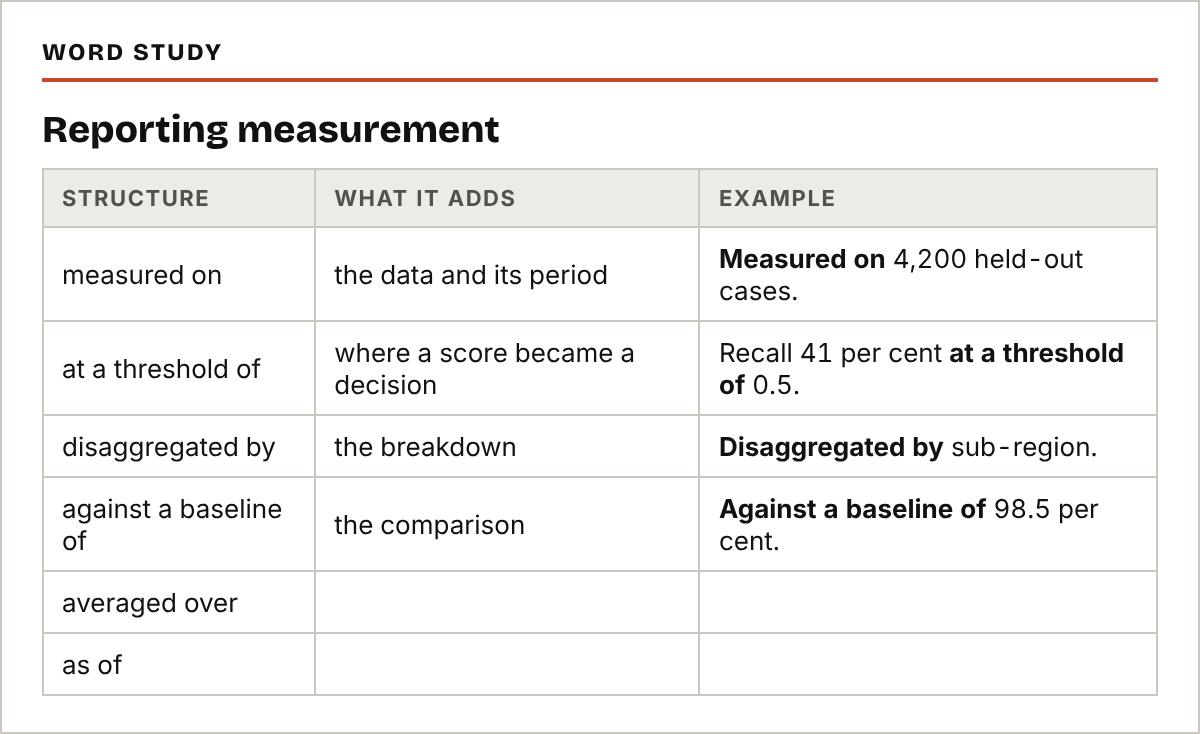 WORD STUDY
Reporting measurement
STRUCTURE
WHAT IT ADDS
EXAMPLE
measured on
the data and its period
Measured on 4,200 held-out
cases.
at a threshold of
where a score became a
decision
Recall 41 per cent at a threshold
of 0.5.
disaggregated by
the breakdown
Disaggregated by sub-region.
against a baseline
of
the comparison
Against a baseline of 98.5 per
cent.
averaged over
as of